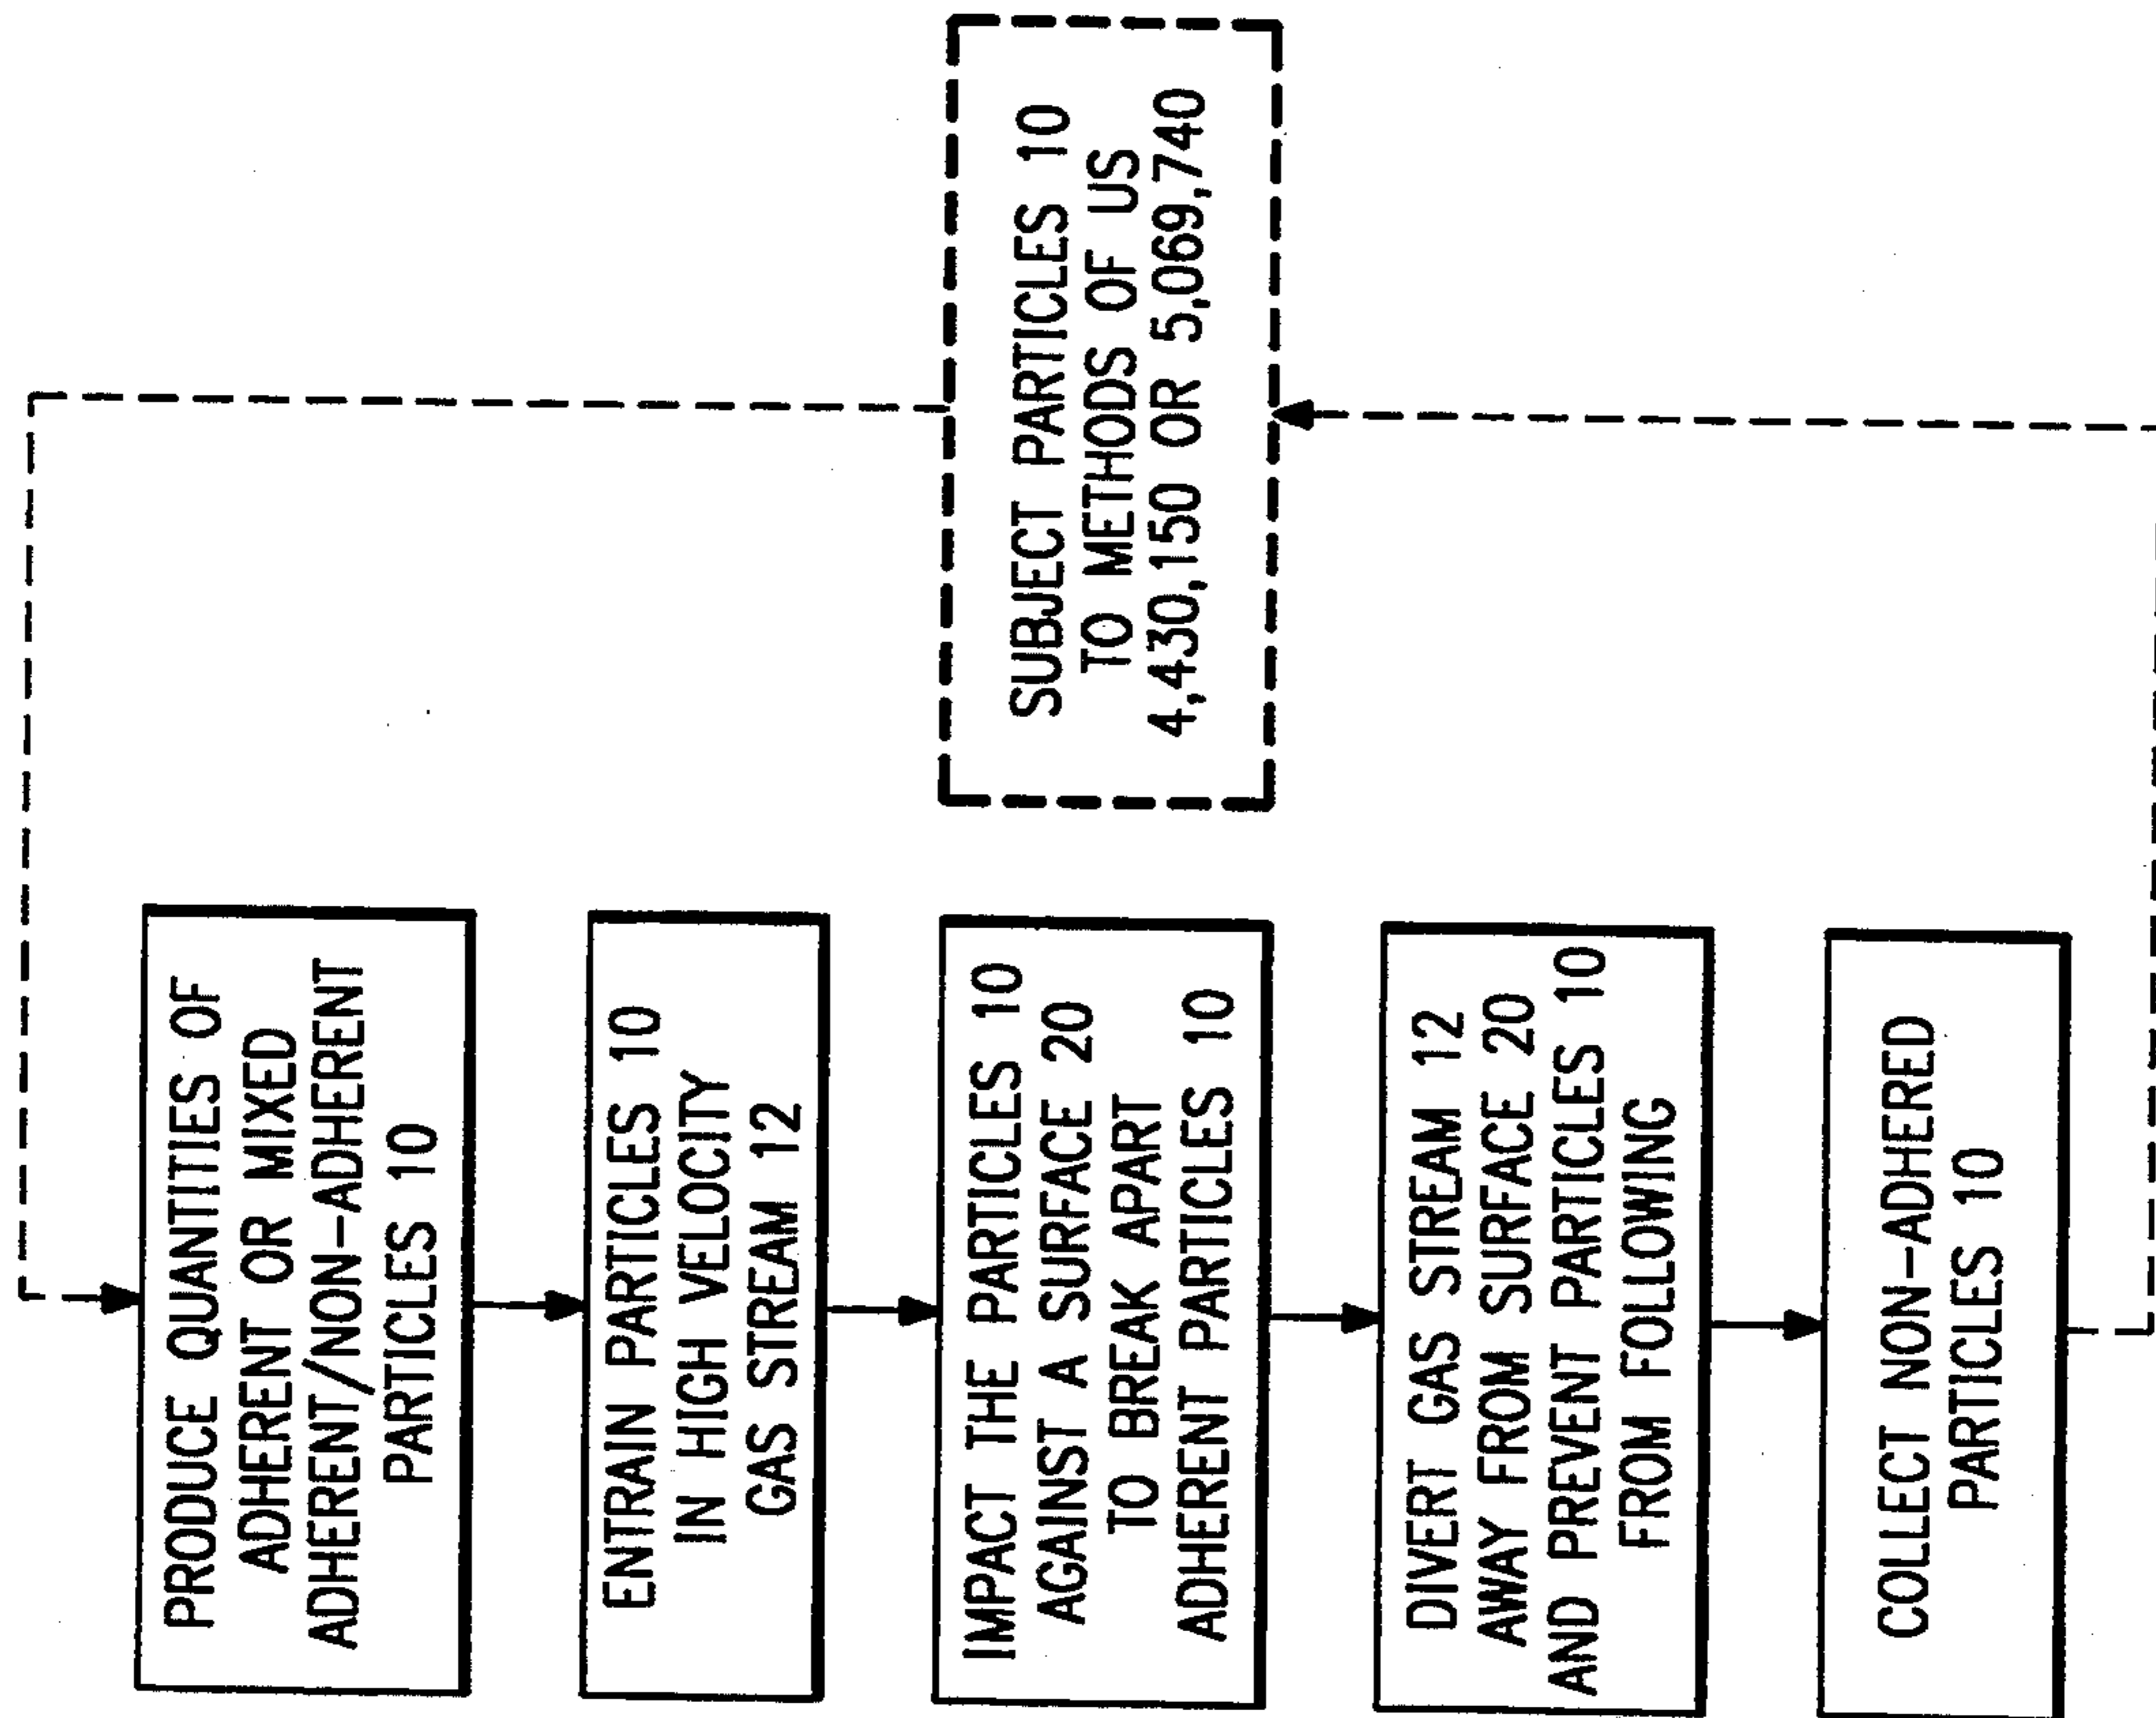 PRODUCE QUANTITIES OF
ADHERENT OR MIXED
ADHERENT/NON-ADHERENT
PARTICLES 10
ENTRAIN PARTICLES 10
IN HIGH VELOCITY
GAS STREAM 12
IMPACT THE PARTICLES 10
AGAINST A SURFACE 20
TO BREAK APART
ADHERENT PARTICLES 10
DIVERT GAS STREAM 12
AWAY FROM SURFACE 20
AND PREVENT PARTICLES 10
FROM FOLLOWING
COLLECT NON-ADHERED
PARTICLES 10
SUBJECT PARTICLES 10
TO METHODS OF US
4,430,150 OR 5,069,740